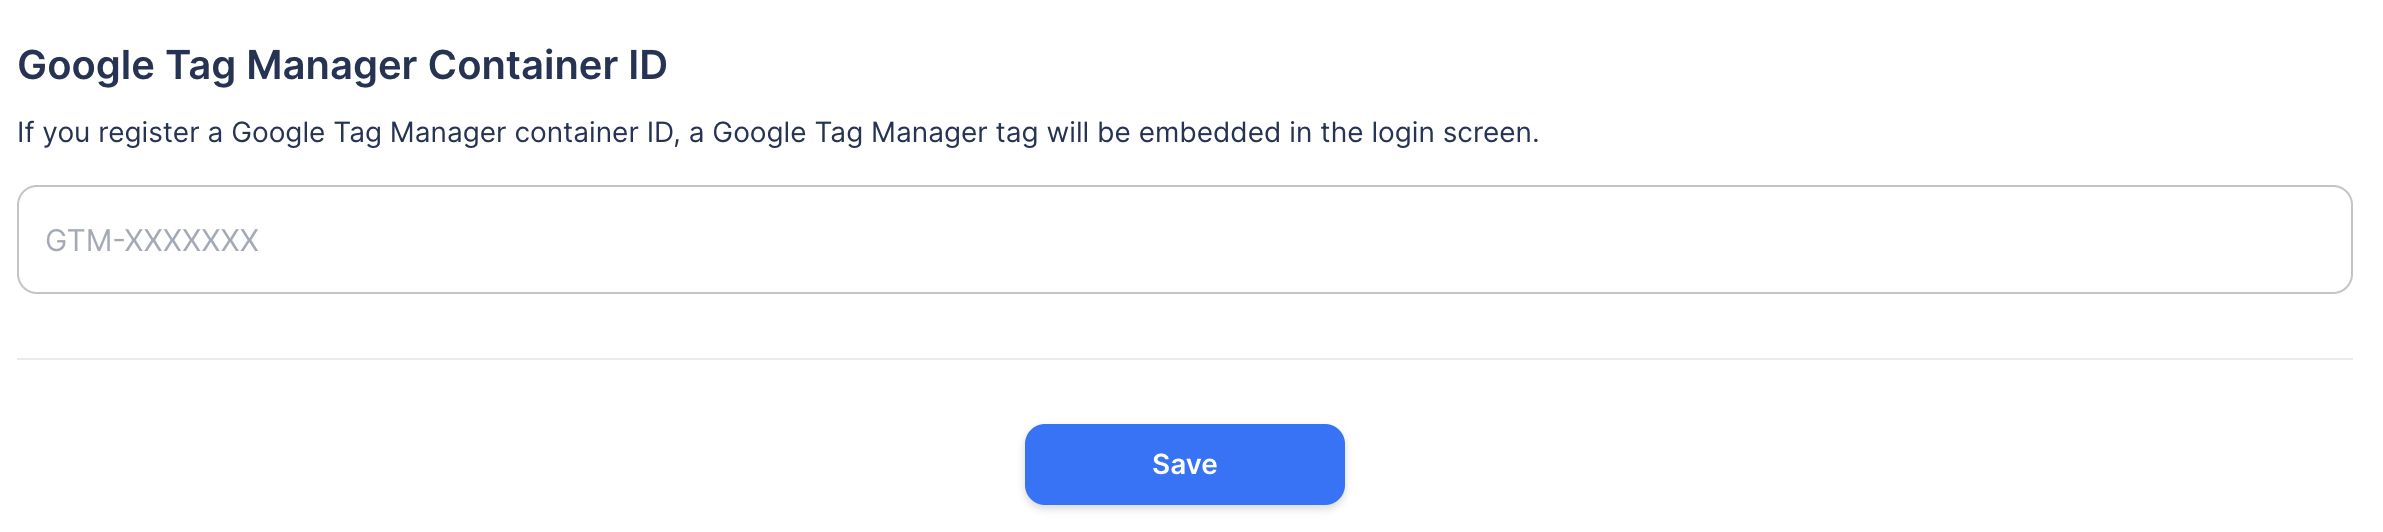 Google Tag Manager Container ID
If you register a Google Tag Manager container ID, a Google Tag Manager tag will be embedded in the login screen.
GTM-XXXXXXX
Save